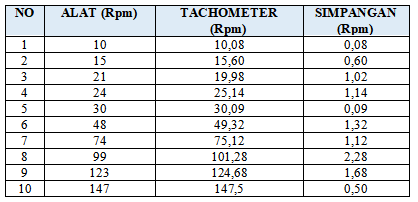 NO ALAT (Rpm) TACHOMETER (Rpm) SIMPANGAN (Rpm)
1 10 10,08 0,08
2 15 15,60 0,60
3 21 19,98 1,02
4 24 25,14 1,14
5 30 30,09 0,09
6 48 49,32 1,32
7 74 75,12 1,12
8 99 101,28 2,28
9 123 124,68 1,68
10 147 147,5 0,50